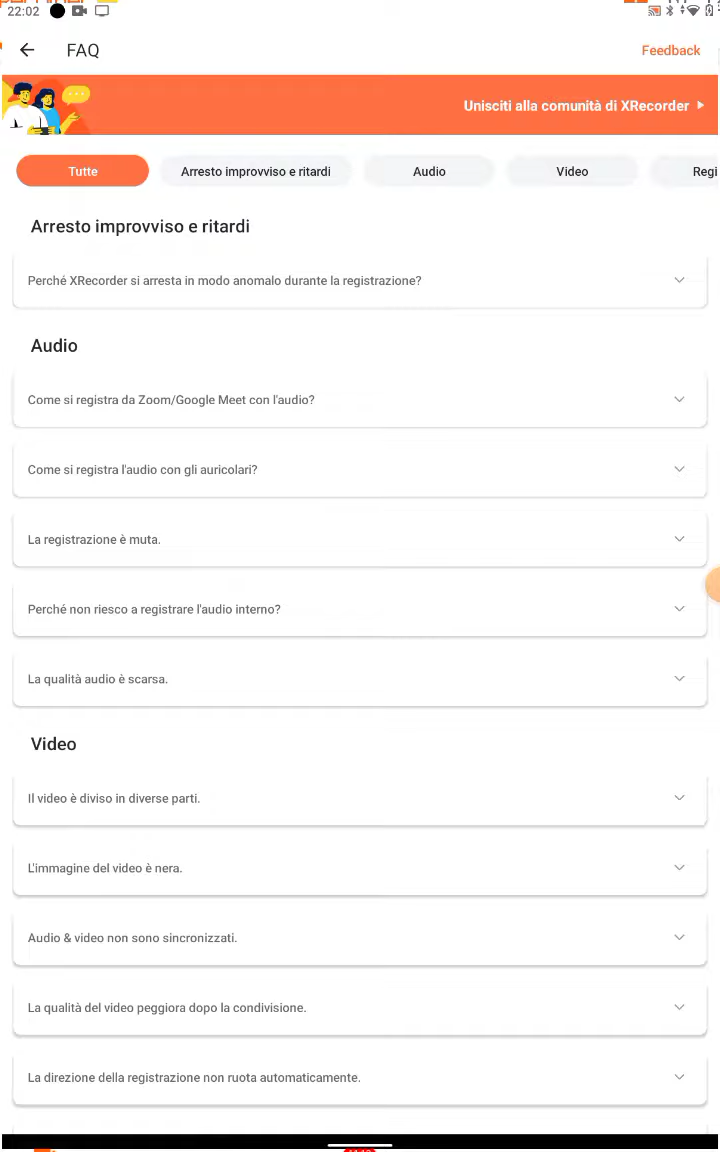 22:02
FAQ
Feedback
Unisciti alla comunità di XRecorder
Tutte
Arresto improvviso e ritardi
Audio
Video
Regi
Arresto improvviso e ritardi
Perché XRecorder si arresta in modo anomalo durante la registrazione?
Audio
Come si registra da Zoom/Google Meet con l'audio?
Come si registra l'audio con gli auricolari?
La registrazione è muta.
Perché non riesco a registrare l'audio interno?
La qualità audio è scarsa.
Video
Il video è diviso in diverse parti.
L'immagine del video è nera.
Audio & video non sono sincronizzati.
La qualità del video peggiora dopo la condivisione.
La direzione della registrazione non ruota automaticamente.